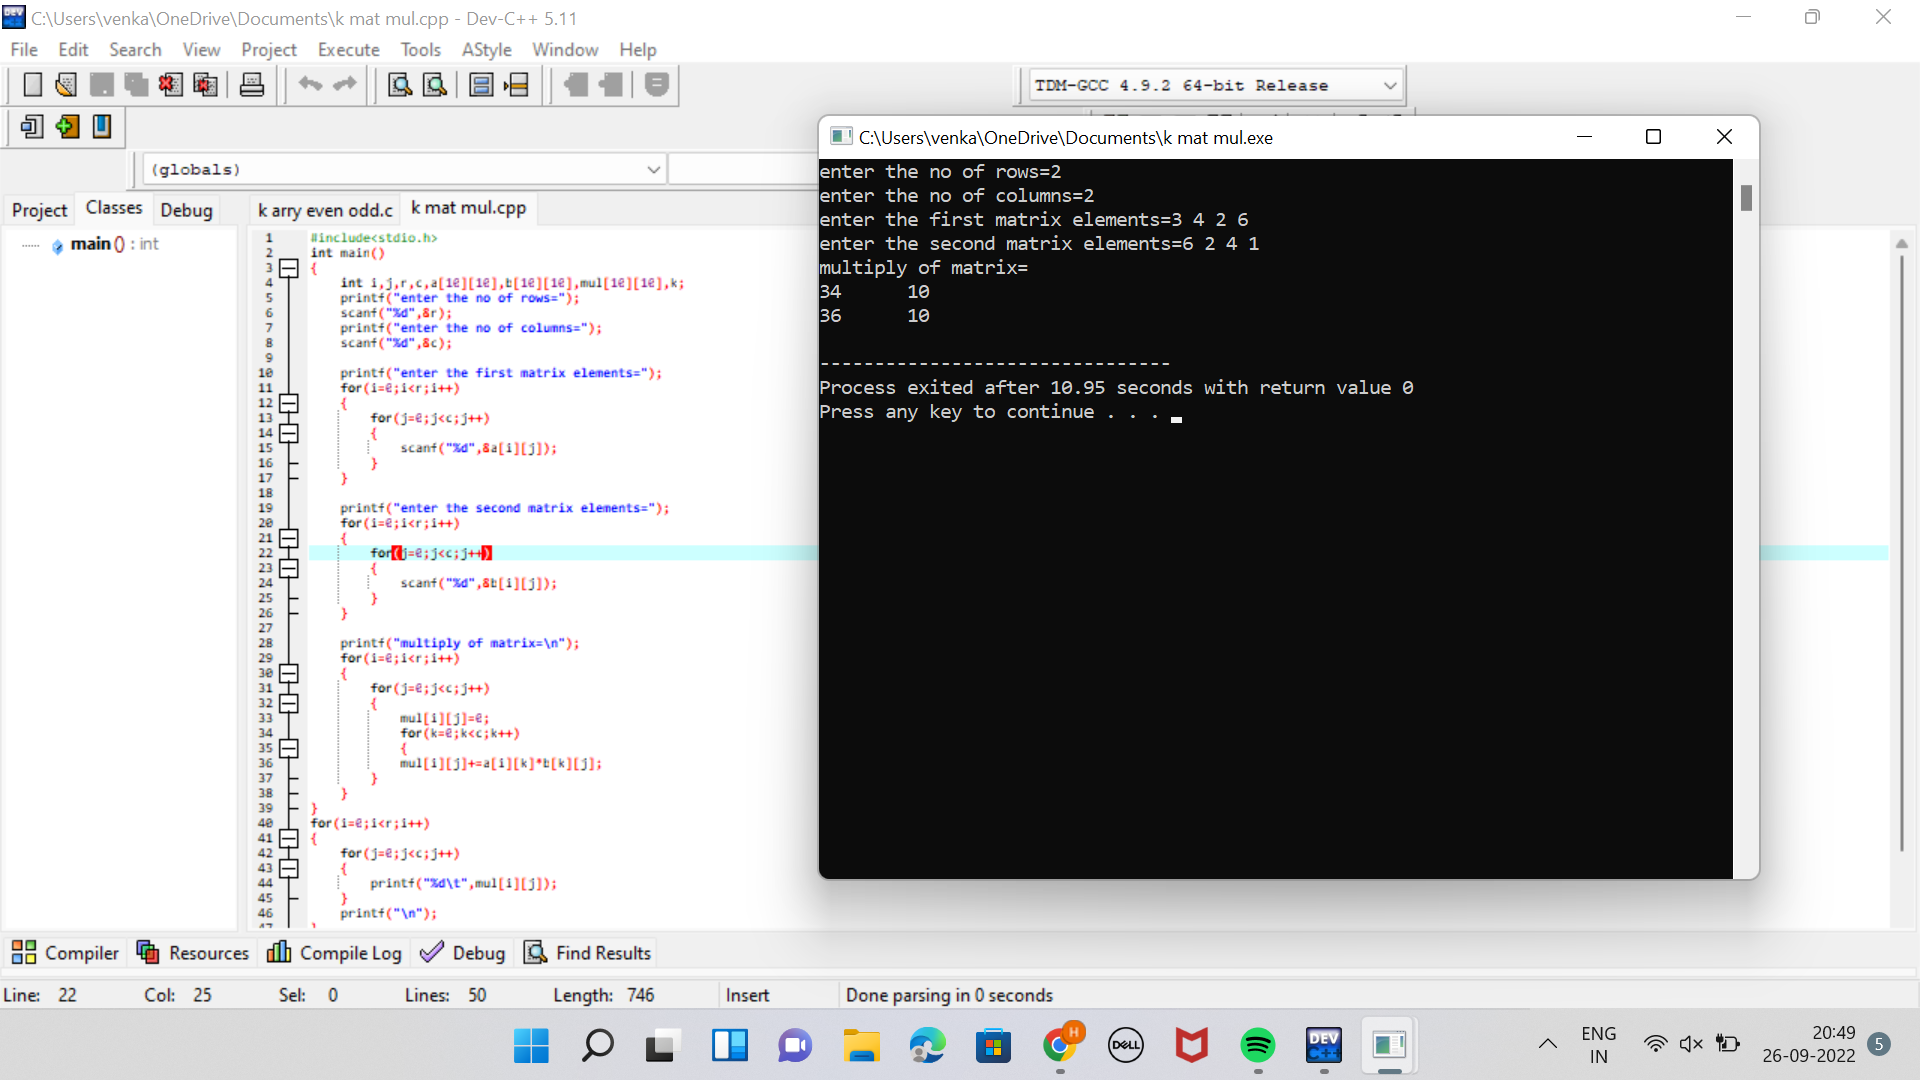 C:\Users\venka\OneDrive\Documents\k mat mul.cpp - Dev-C++ 5.11
File Edit Search View Project Execute Tools AStyle Window Help
TDM-GCC 4.9.2 64-bit Release
(globals)
Project Classes Debug
k arry even odd.c k mat mul.cpp
main () : int
1 #include<stdio.h>
2 int main()
3 {
4 int i,j,r,c,a[10][10],b[10][10],mul[10][10],k;
5 printf("enter the no of rows=");
6 scanf("%d",&r);
7 printf("enter the no of columns=");
8 scanf("%d",&c);
9
10 printf("enter the first matrix elements=");
11 for(i=0;i<r;i++)
12 {
13 for(j=0;j<c;j++)
14 {
15 scanf("%d",&a[i][j]);
16 }
17 }
18
19 printf("enter the second matrix elements=");
20 for(i=0;i<r;i++)
21 {
22 for(j=0;j<c;j++)
23 {
24 scanf("%d",&b[i][j]);
25 }
26 }
27
28 printf("multiply of matrix=\n");
29 for(i=0;i<r;i++)
30 {
31 for(j=0;j<c;j++)
32 {
33 mul[i][j]=0;
34 for(k=0;k<c;k++)
35 {
36 mul[i][j]+=a[i][k]*b[k][j];
37 }
38 }
39 }
40 for(i=0;i<r;i++)
41 {
42 for(j=0;j<c;j++)
43 {
44 printf("%d\t",mul[i][j]);
45 }
46 printf("\n");
C:\Users\venka\OneDrive\Documents\k mat mul.exe
enter the no of rows=2
enter the no of columns=2
enter the first matrix elements=3 4 2 6
enter the second matrix elements=6 2 4 1
multiply of matrix=
34 10
36 10
--------------------------------
Process exited after 10.95 seconds with return value 0
Press any key to continue . . .
Compiler Resources Compile Log Debug Find Results
Line: 22 Col: 25 Sel: 0 Lines: 50 Length: 746 Insert Done parsing in 0 seconds
H
DELL
DEV C++
ENG
IN
20:49
26-09-2022
5